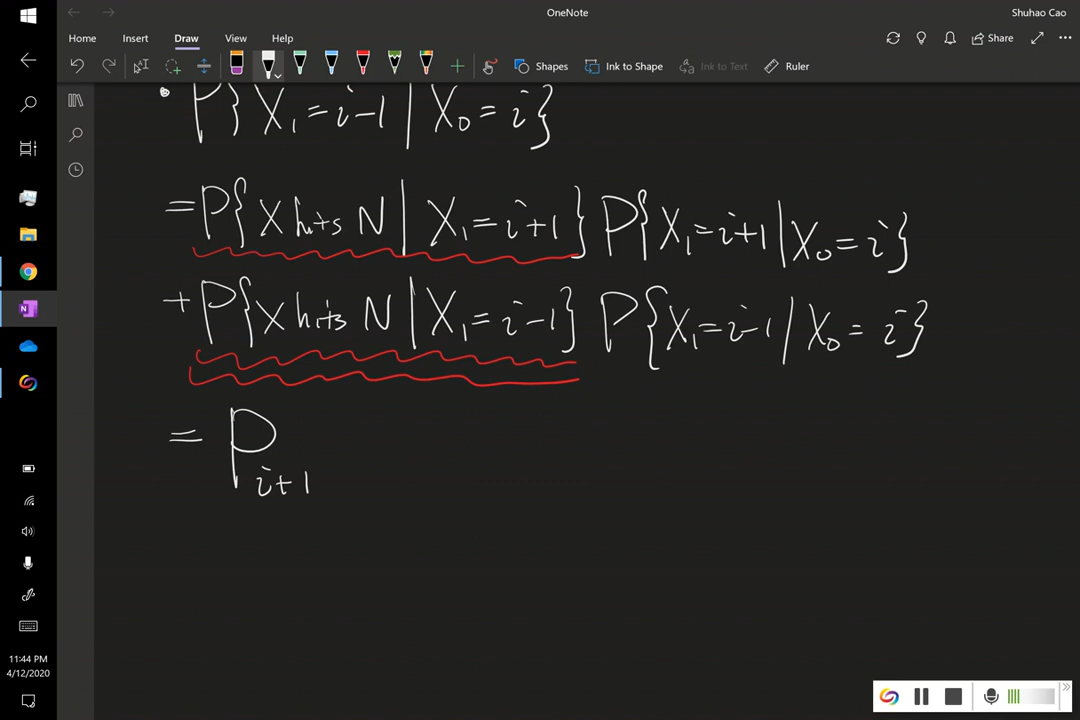 OneNote
Shuhao Cao
Home Insert Draw View Help
Share
Shapes Ink to Shape Ink to Text Ruler
P{X₁=i-1|X₀=i}
=P{X hits N|X₁=i+1}P{X₁=i+1|X₀=i}
+P{X hits N|X₁=i-1}P{X₁=i-1|X₀=i}
=P_{i+1}
11:44 PM
4/12/2020